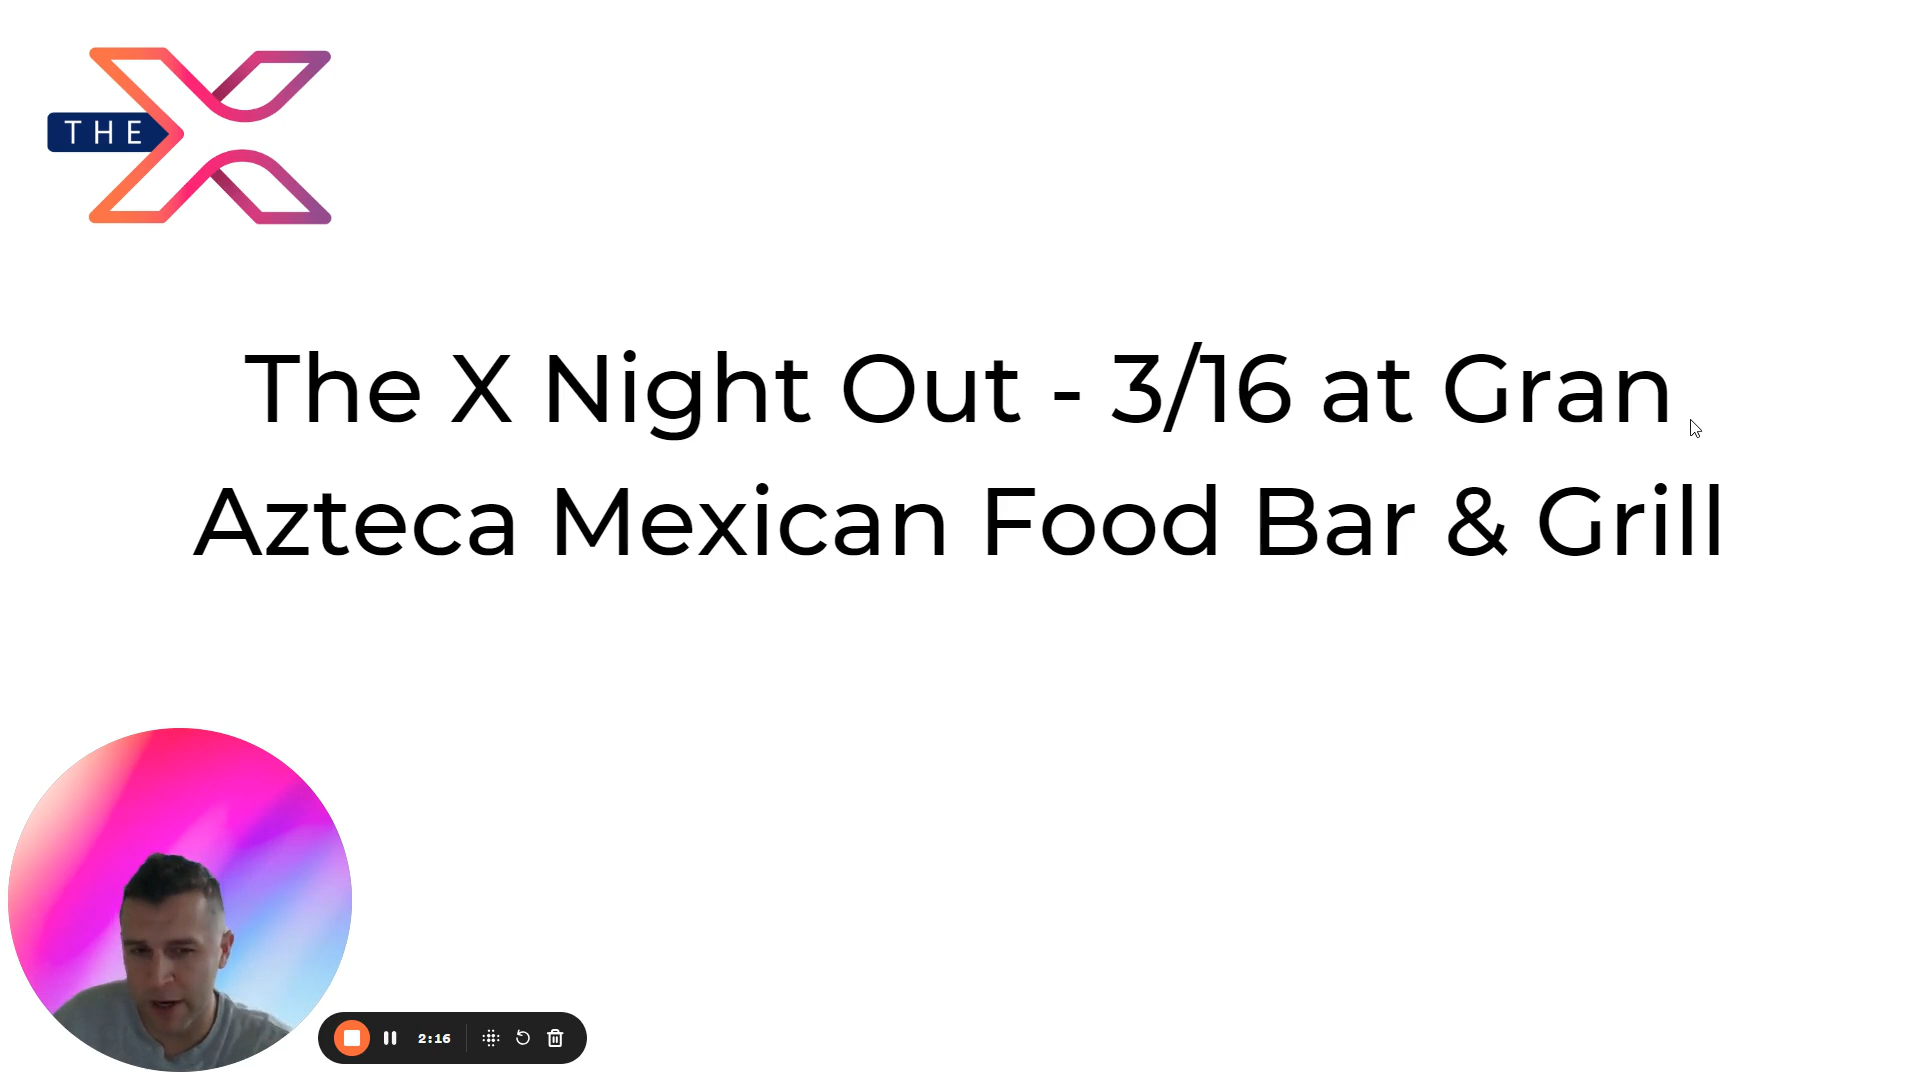 THE X
The X Night Out - 3/16 at Gran
Azteca Mexican Food Bar & Grill
2:16